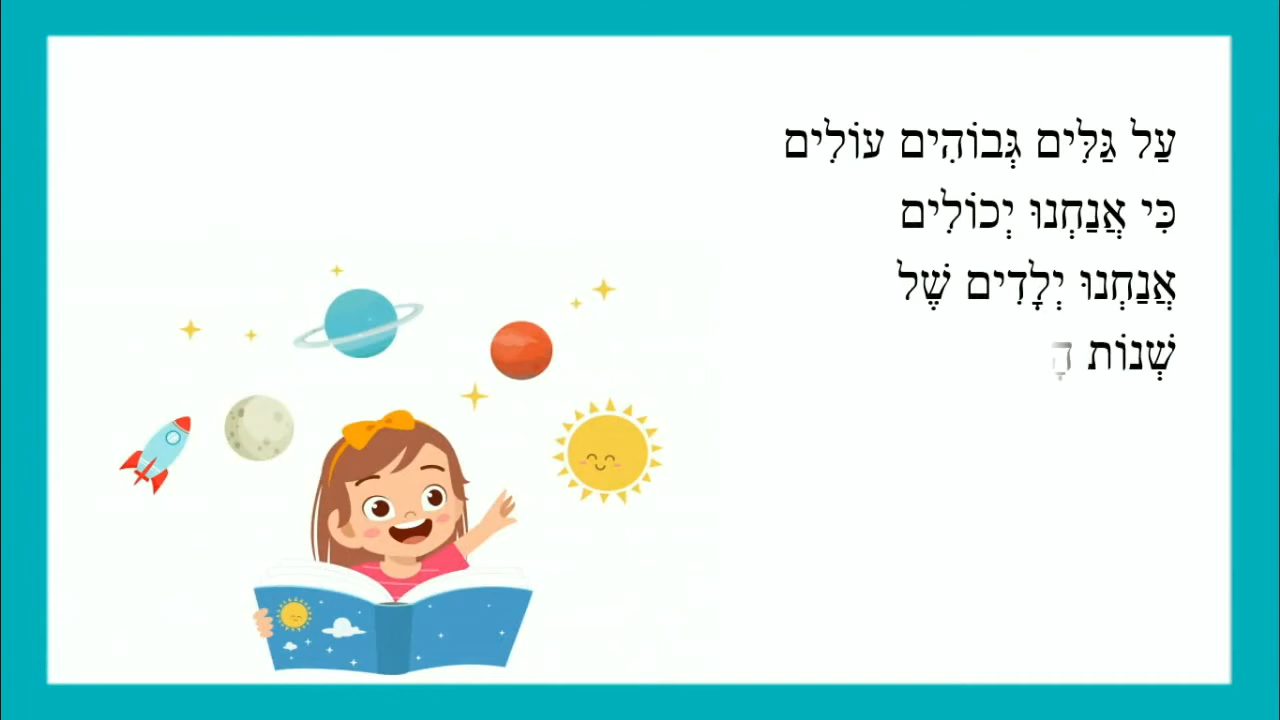 עַל גַּלִּים גְּבוֹהִים עוֹלִים
כִּי אֲנַחְנוּ יְכוֹלִים
אֲנַחְנוּ יְלָדִים שֶׁל
שְׁנוֹת הָ